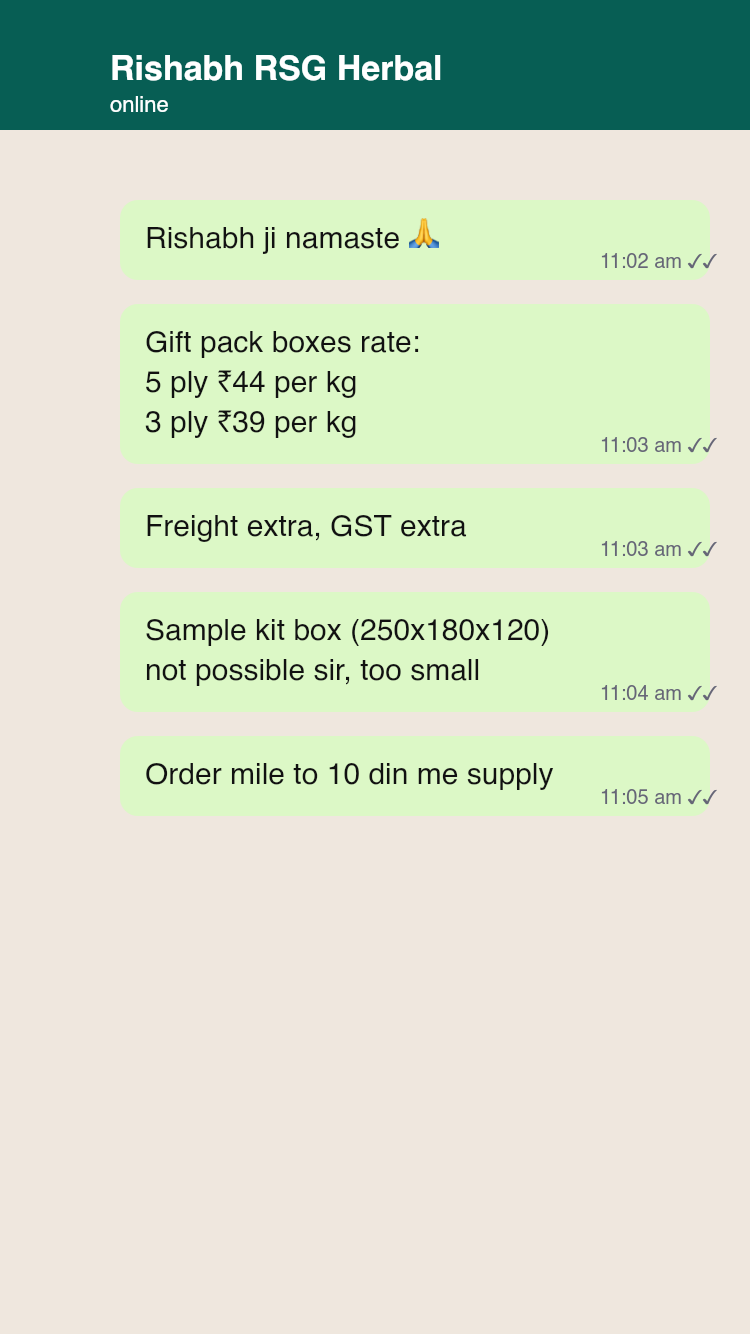 Rishabh RSG Herbal
online
Rishabh ji namaste 🙏
11:02 am ✓✓
Gift pack boxes rate:
5 ply ₹44 per kg
3 ply ₹39 per kg
11:03 am ✓✓
Freight extra, GST extra
11:03 am ✓✓
Sample kit box (250x180x120)
not possible sir, too small
11:04 am ✓✓
Order mile to 10 din me supply
11:05 am ✓✓